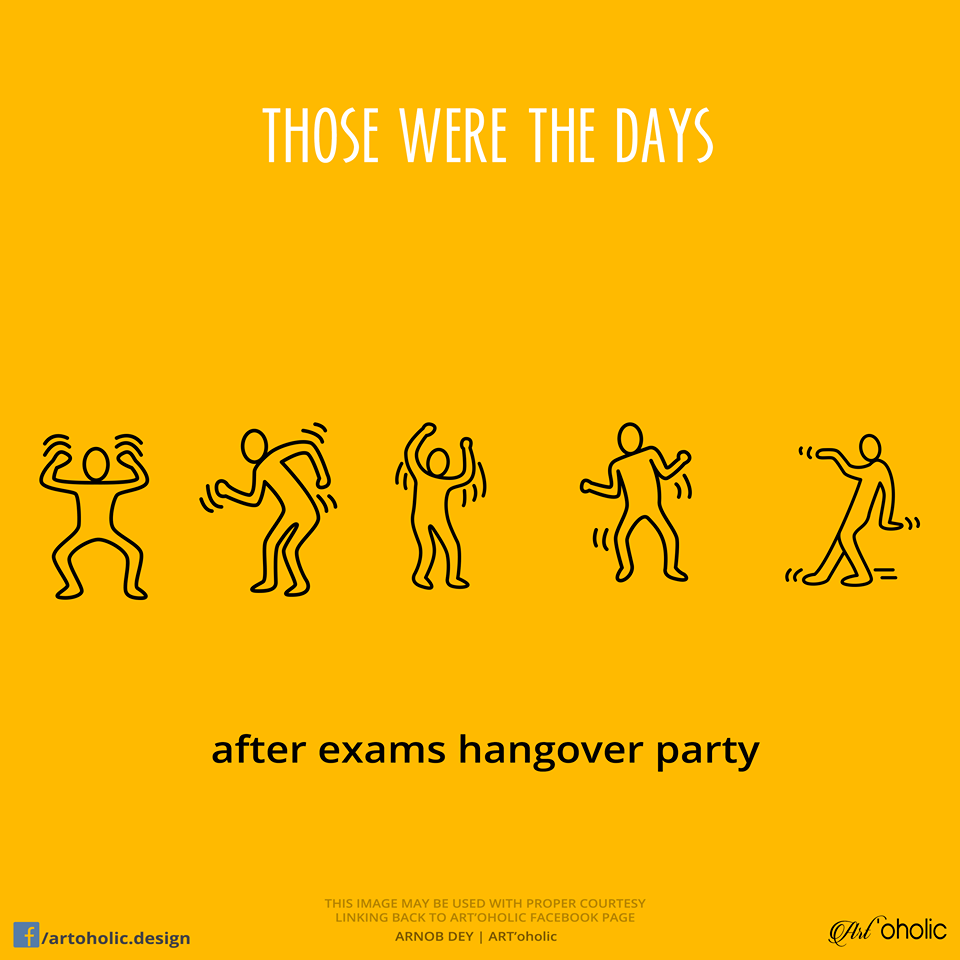 THOSE WERE THE DAYS
after exams hangover party
THIS IMAGE MAY BE USED WITH PROPER COURTESY
LINKING BACK TO ART'OHOLIC FACEBOOK PAGE
ARNOB DEY | ART'oholic
f/artoholic.design
Art'oholic